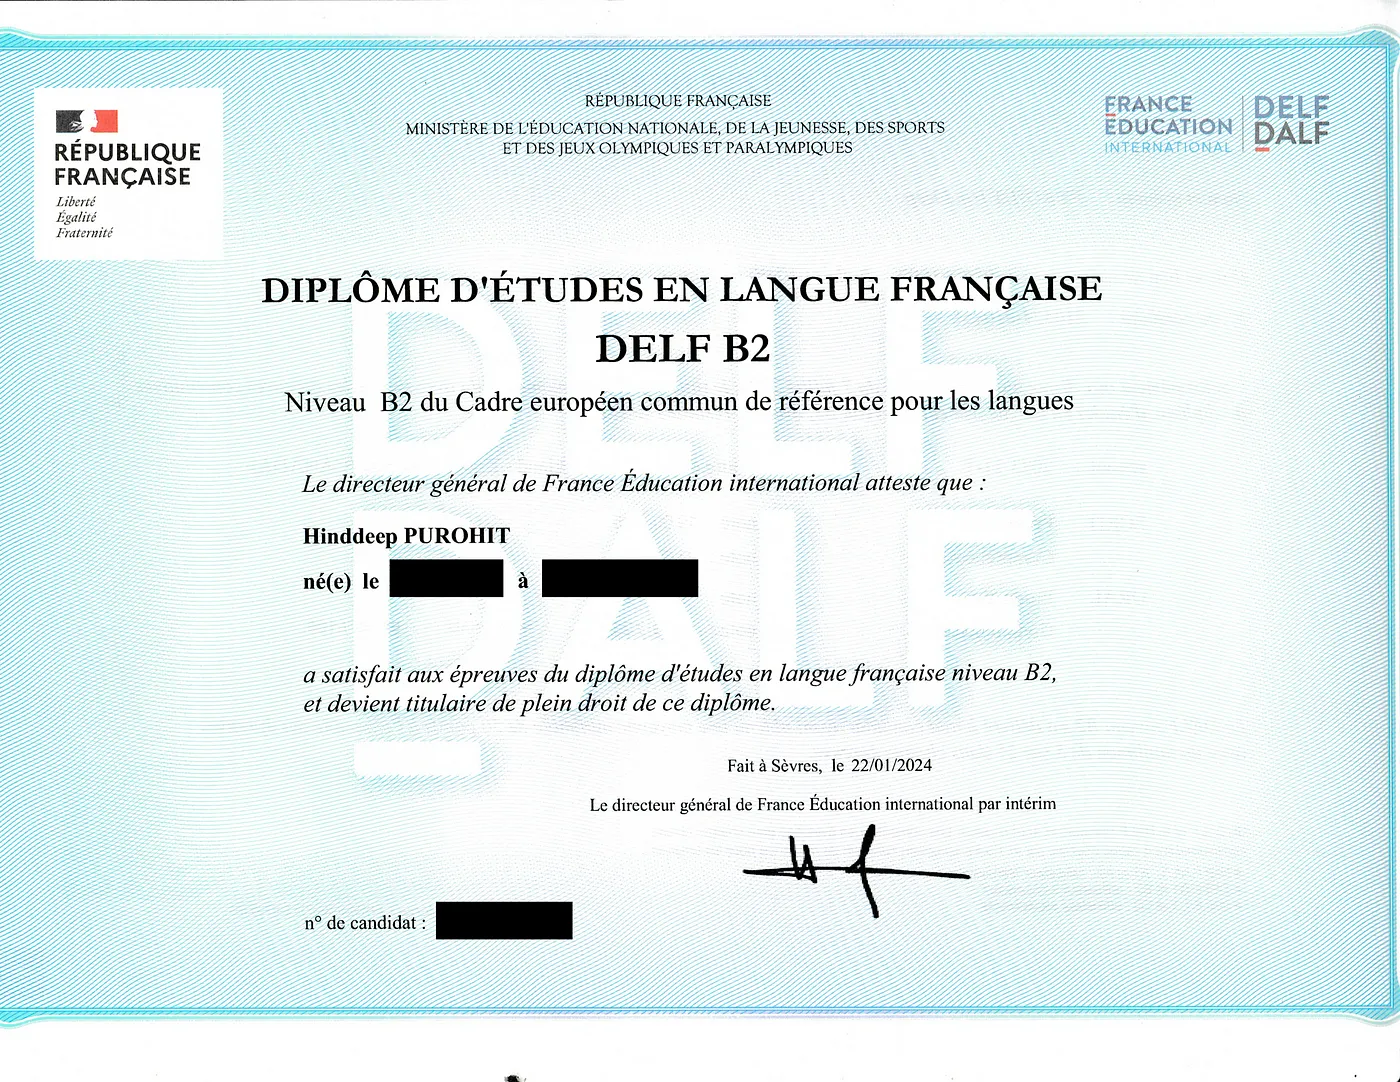 RÉPUBLIQUE
FRANÇAISE
Liberté
Égalité
Fraternité
RÉPUBLIQUE FRANÇAISE
MINISTÈRE DE L'ÉDUCATION NATIONALE, DE LA JEUNESSE, DES SPORTS
ET DES JEUX OLYMPIQUES ET PARALYMPIQUES
FRANCE
ÉDUCATION
INTERNATIONAL
DELF
DALF
DIPLÔME D'ÉTUDES EN LANGUE FRANÇAISE
DELF B2
Niveau B2 du Cadre européen commun de référence pour les langues
DELF
DALF
Le directeur général de France Éducation international atteste que :
Hinddeep PUROHIT
né(e) le à
a satisfait aux épreuves du diplôme d'études en langue française niveau B2,
et devient titulaire de plein droit de ce diplôme.
Fait à Sèvres, le 22/01/2024
Le directeur général de France Éducation international par intérim
n° de candidat :